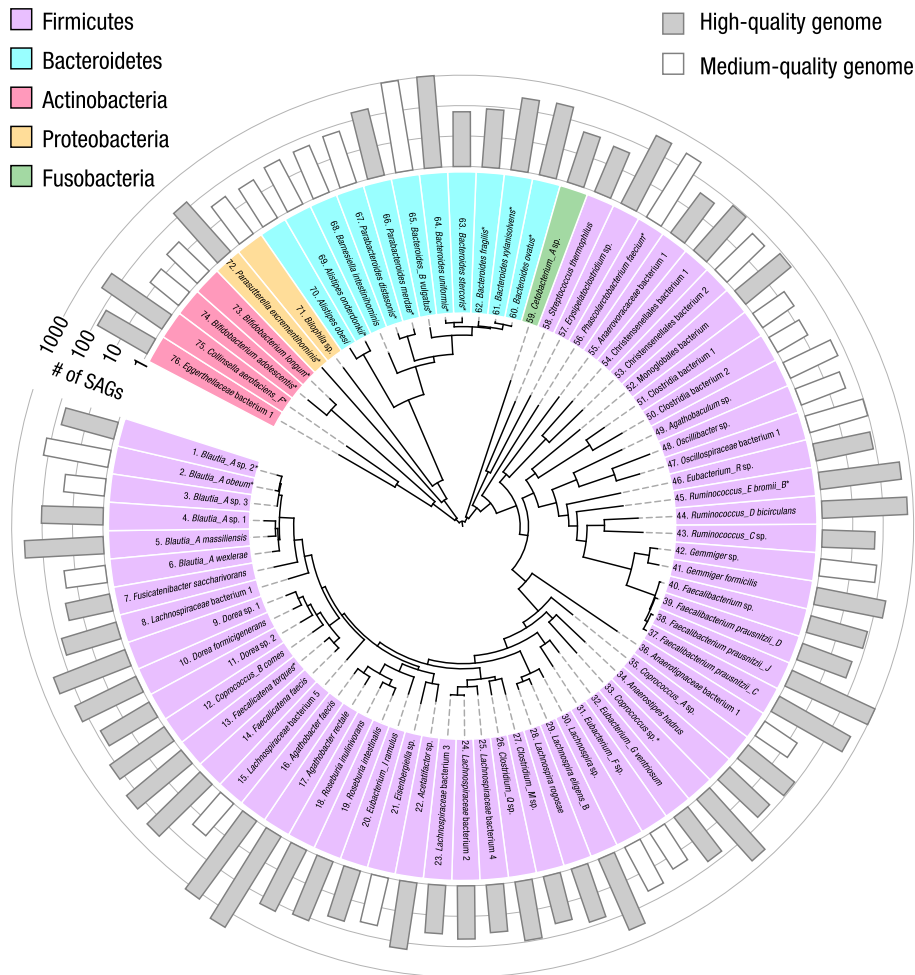 Firmicutes
Bacteroidetes
Actinobacteria
Proteobacteria
Fusobacteria
High-quality genome
Medium-quality genome
1000
100
10
1
# of SAGs
1. Blautia_A sp. 2*
2. Blautia_A obeum*
3. Blautia_A sp. 3
4. Blautia_A sp. 1
5. Blautia_A massiliensis
6. Blautia_A wexlerae
7. Fusicatenibacter saccharivorans
8. Lachnospiraceae bacterium 1
9. Dorea sp. 1
10. Dorea formicigenerans
11. Dorea sp. 2
12. Coprococcus_B comes
13. Faecalicatena torques*
14. Faecalicatena faecis
15. Lachnospiraceae bacterium 5
16. Agathobacter faecis
17. Agathobacter rectale
18. Roseburia inulinivorans
19. Roseburia intestinalis
20. Eubacterium_I ramulus
21. Eisenbergiella sp.
22. Acetatifactor sp.
23. Lachnospiraceae bacterium 3
24. Lachnospiraceae bacterium 2
25. Lachnospiraceae bacterium 4
26. Clostridium_Q sp.
27. Clostridium_M sp.
28. Lachnospira rogosae
29. Lachnospira eligens_B
30. Lachnospira sp.
31. Eubacterium_F sp.
32. Eubacterium_G ventriosum
33. Coprococcus sp.*
34. Anaerostipes hadrus
35. Coprococcus_A sp.
36. Anaerotignaceae bacterium 1
37. Faecalibacterium prausnitzii_C
38. Faecalibacterium prausnitzii_J
39. Faecalibacterium prausnitzii_D
40. Faecalibacterium sp.
41. Gemmiger formicilis
42. Gemmiger sp.
43. Ruminococcus_C sp.
44. Ruminococcus_D bicirculans
45. Ruminococcus_E bromii_B*
46. Eubacterium_R sp.
47. Oscillospiraceae bacterium 1
48. Oscillibacter sp.
49. Agathobaculum sp.
50. Clostridia bacterium 2
51. Clostridia bacterium 1
52. Monoglobales bacterium
53. Christensenellales bacterium 2
54. Christensenellales bacterium 1
55. Anaerovoracaceae bacterium 1
56. Phascolarctobacterium faecium*
57. Erysipelatoclostridium sp.
58. Streptococcus thermophilus
59. Cetobacterium_A sp.
60. Bacteroides ovatus*
61. Bacteroides xylanisolvens*
62. Bacteroides fragilis*
63. Bacteroides stercoris*
64. Bacteroides uniformis*
65. Bacteroides_B vulgatus*
66. Parabacteroides merdae*
67. Parabacteroides distasonis*
68. Barnesiella intestinihominis
69. Alistipes onderdonkii
70. Alistipes obesi
71. Bilophila sp.
72. Parasutterella excrementihominis*
73. Bifidobacterium longum*
74. Bifidobacterium adolescentis*
75. Collinsella aerofaciens_F*
76. Eggerthellaceae bacterium 1